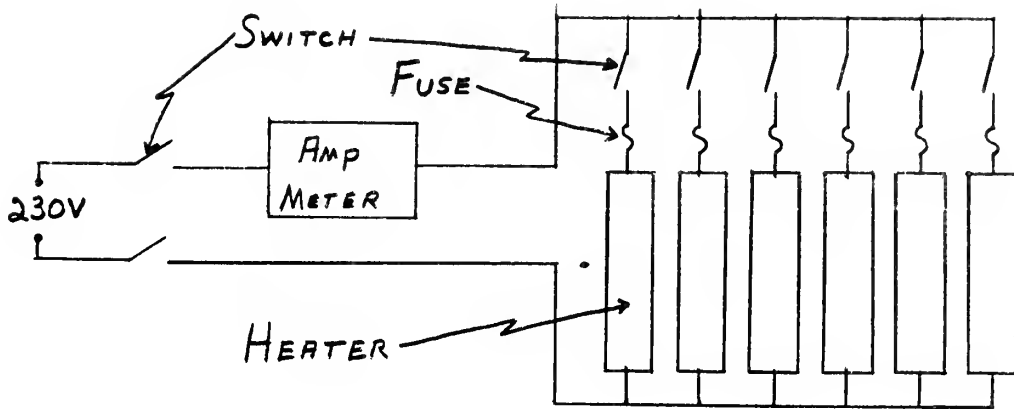 SWITCH
FUSE
AMP
METER
230V
HEATER